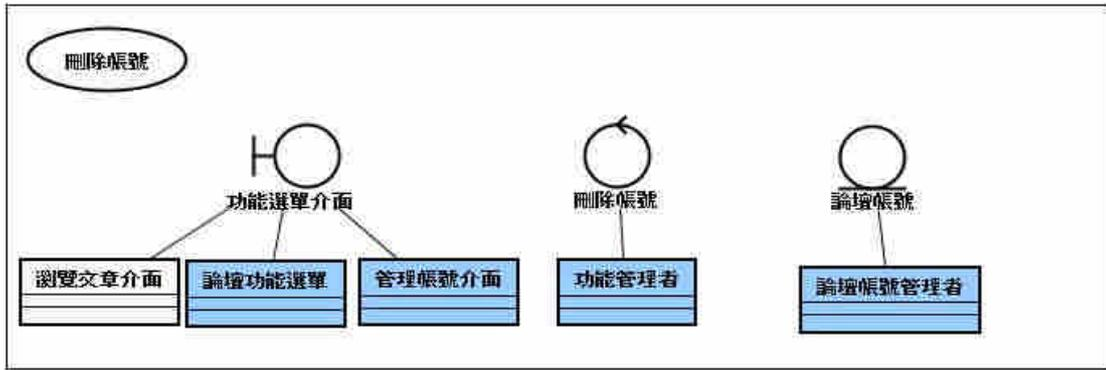 刪除帳號
功能選單介面
刪除帳號
論壇帳號
瀏覽文章介面
論壇功能選單
管理帳號介面
功能管理者
論壇帳號管理者